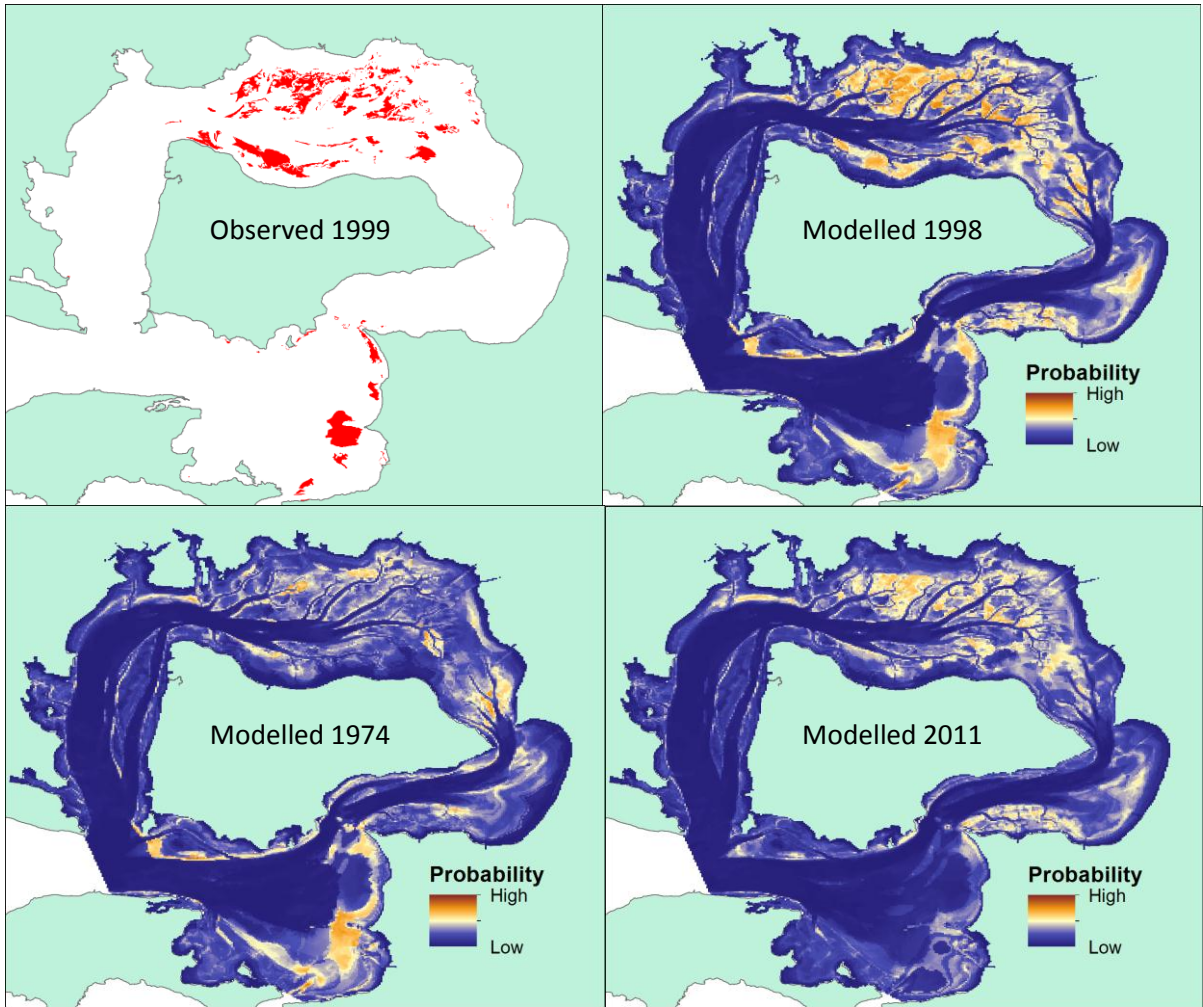 Observed 1999
Modelled 1998
Probability
High
Low
Modelled 1974
Probability
High
Low
Modelled 2011
Probability
High
Low